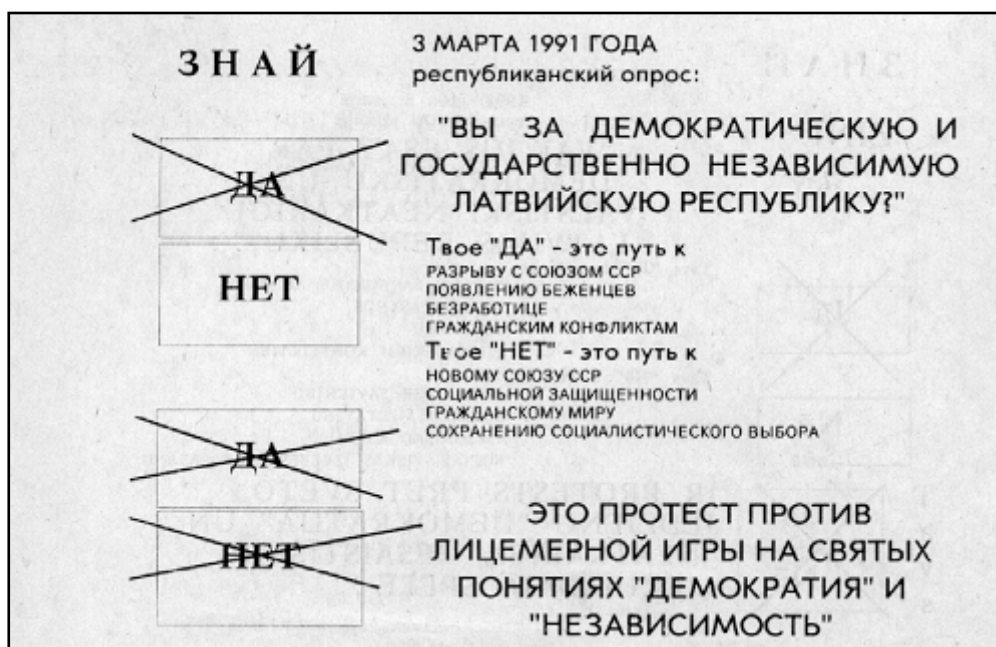 ЗНАЙ
3 МАРТА 1991 ГОДА
республиканский опрос:
"ВЫ ЗА ДЕМОКРАТИЧЕСКУЮ И
ГОСУДАРСТВЕННО НЕЗАВИСИМУЮ
ЛАТВИЙСКУЮ РЕСПУБЛИКУ?"
ДА
НЕТ
Твое "ДА" - это путь к
РАЗРЫВУ С СОЮЗОМ ССР
ПОЯВЛЕНИЮ БЕЖЕНЦЕВ
БЕЗРАБОТИЦЕ
ГРАЖДАНСКИМ КОНФЛИКТАМ
Твое "НЕТ" - это путь к
НОВОМУ СОЮЗУ ССР
СОЦИАЛЬНОЙ ЗАЩИЩЕННОСТИ
ГРАЖДАНСКОМУ МИРУ
СОХРАНЕНИЮ СОЦИАЛИСТИЧЕСКОГО ВЫБОРА
ДА
НЕТ
ЭТО ПРОТЕСТ ПРОТИВ
ЛИЦЕМЕРНОЙ ИГРЫ НА СВЯТЫХ
ПОНЯТИЯХ "ДЕМОКРАТИЯ" И
"НЕЗАВИСИМОСТЬ"